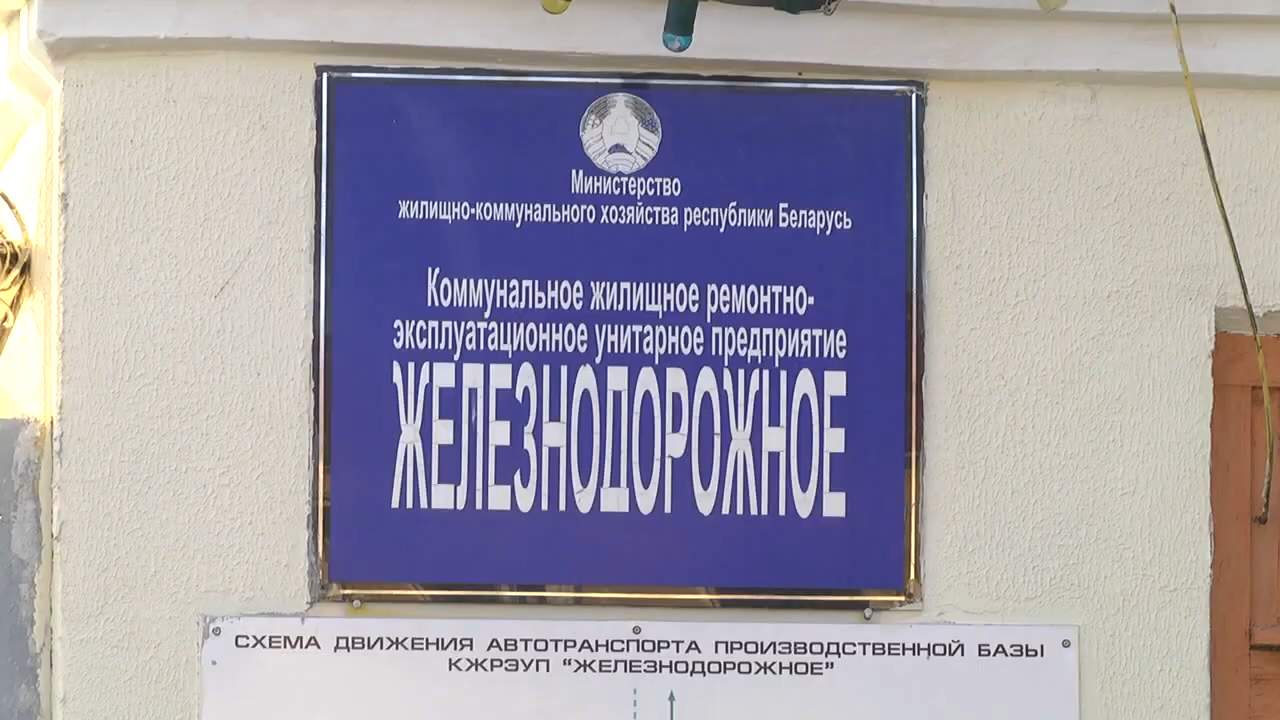 Министерство
жилищно-коммунального хозяйства республики Беларусь
Коммунальное жилищное ремонтно-
эксплуатационное унитарное предприятие
ЖЕЛЕЗНОДОРОЖНОЕ
СХЕМА ДВИЖЕНИЯ АВТОТРАНСПОРТА ПРОИЗВОДСТВЕННОЙ БАЗЫ
КЖРЭУП "ЖЕЛЕЗНОДОРОЖНОЕ"